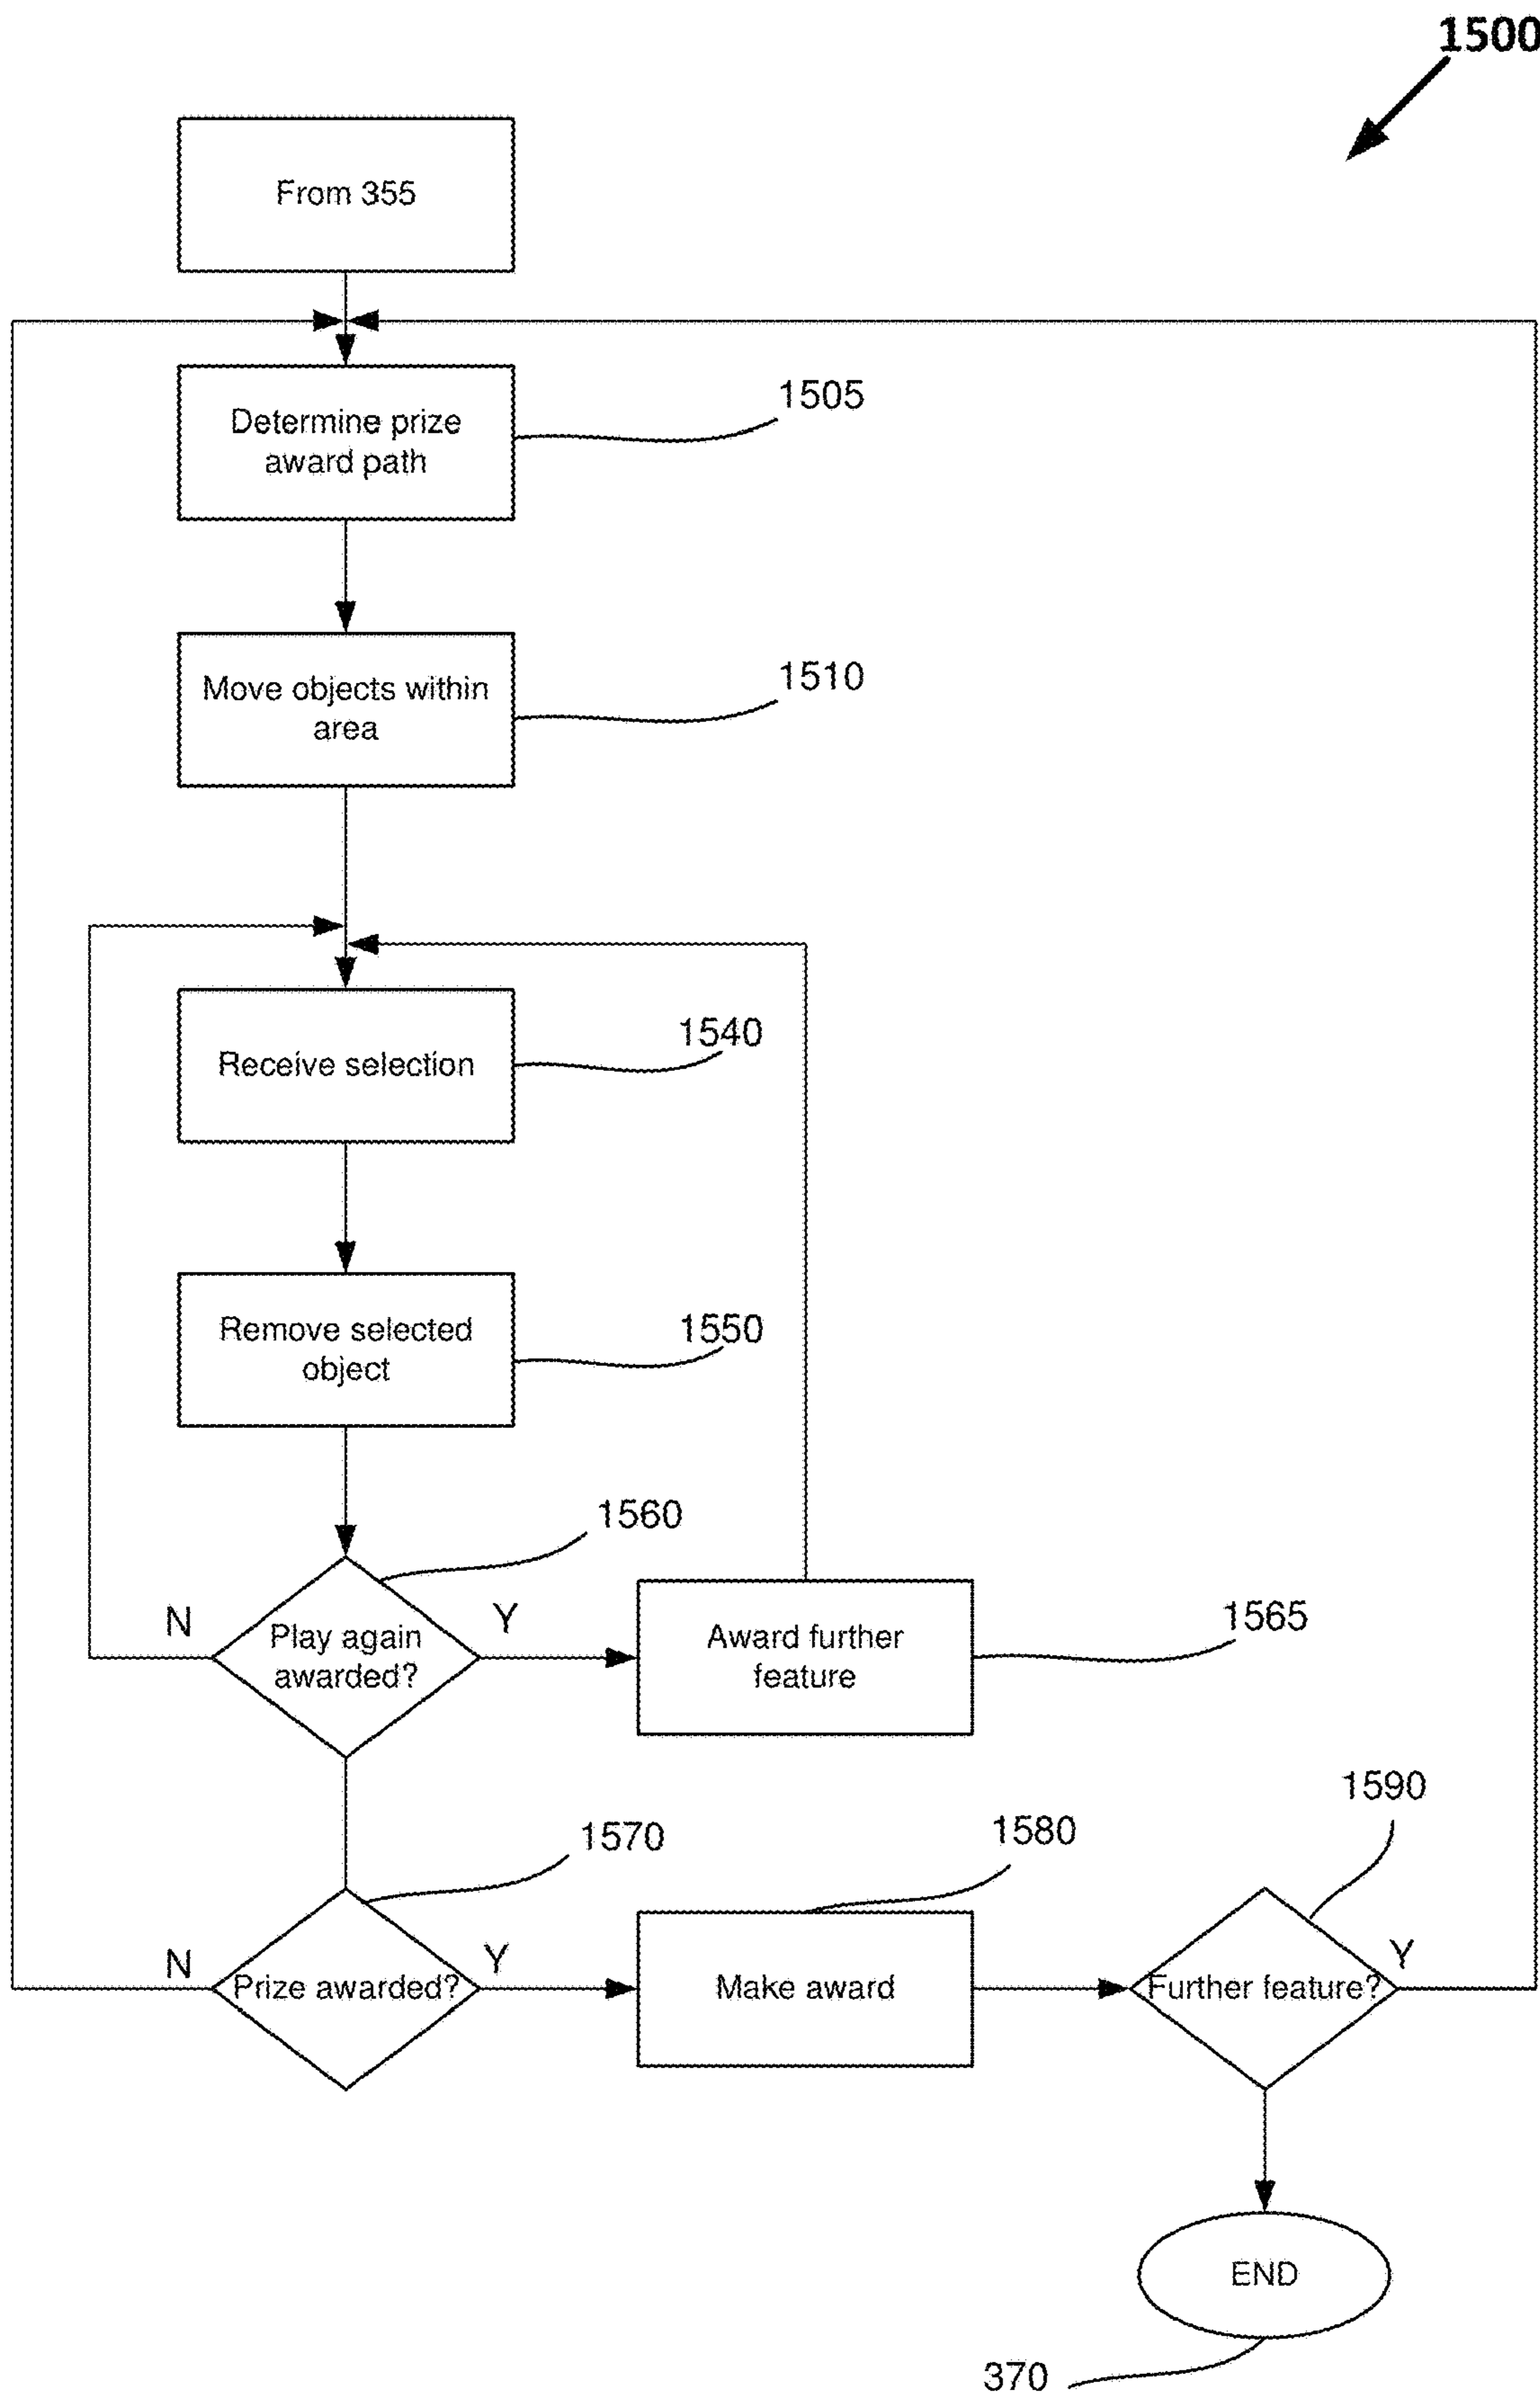 1500
From 355
Determine prize
award path
1505
Move objects within
area
1510
Receive selection
1540
Remove selected
object
1550
1560
N
Play again
awarded?
Y
Award further
feature
1565
1570
N
Prize awarded?
Y
1580
Make award
1590
Further feature?
Y
END
370